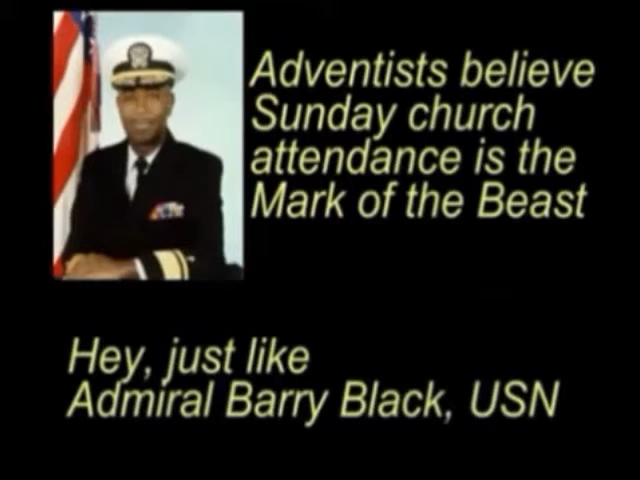 Adventists believe
Sunday church
attendance is the
Mark of the Beast
Hey, just like
Admiral Barry Black, USN